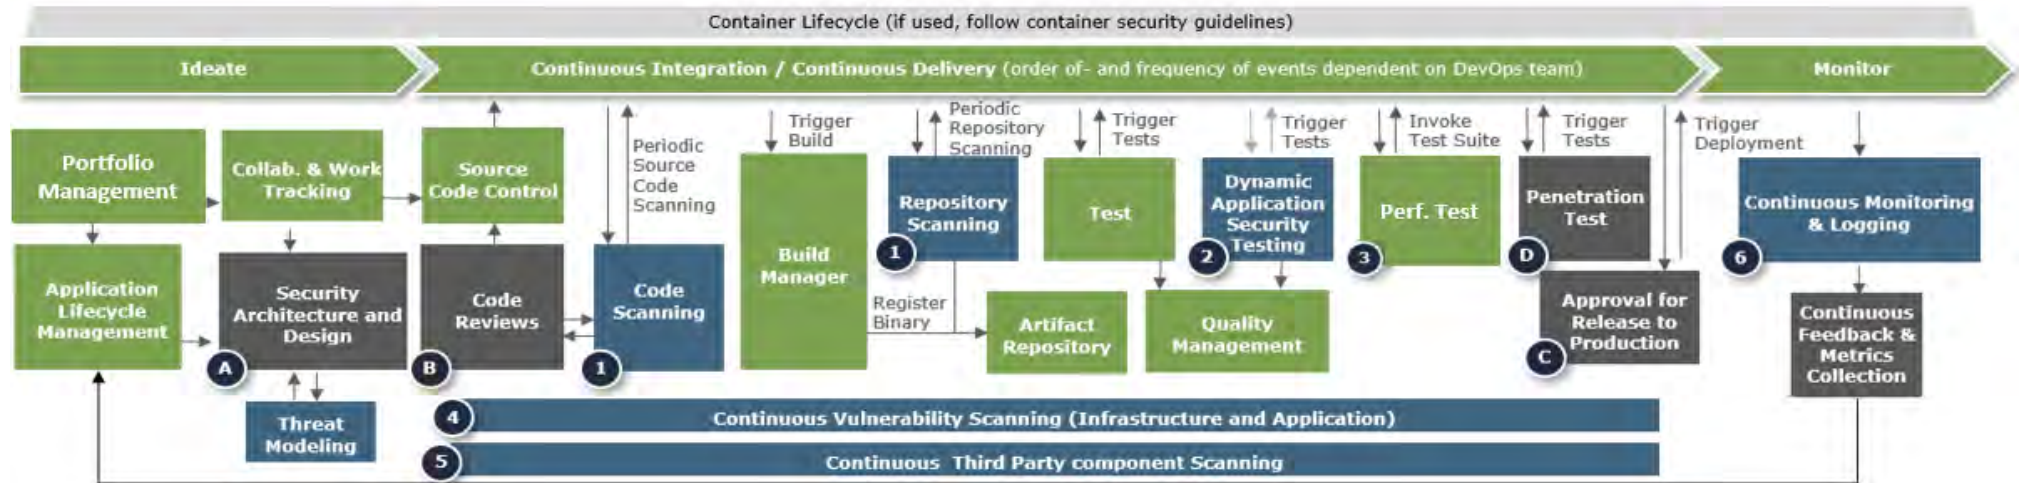 Container Lifecycle (if used, follow container security guidelines)
Ideate
Continuous Integration / Continuous Delivery (order of- and frequency of events dependent on DevOps team)
Monitor
Portfolio
Management
Collab. & Work
Tracking
Source
Code Control
Periodic
Source
Code
Scanning
Trigger
Build
Periodic
Repository
Scanning
Trigger
Tests
Trigger
Tests
Invoke
Test Suite
Trigger
Tests
Trigger
Deployment
Application
Lifecycle
Management
Security
Architecture and
Design
A
Threat
Modeling
Code
Reviews
B
Code
Scanning
1
Build
Manager
Repository
Scanning
1
Register
Binary
Artifact
Repository
Test
Dynamic
Application
Security
Testing
2
Quality
Management
Perf. Test
3
Penetration
Test
D
Approval for
Release to
Production
C
Continuous Monitoring
& Logging
6
Continuous
Feedback &
Metrics
Collection
4
Continuous Vulnerability Scanning (Infrastructure and Application)
5
Continuous Third Party component Scanning